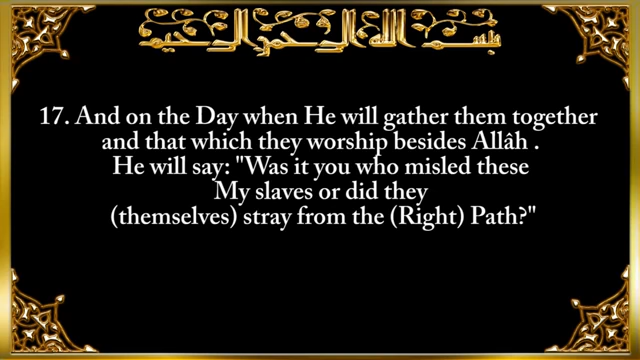 بسم الله الرحمن الرحيم
17. And on the Day when He will gather them together
and that which they worship besides Allâh .
He will say: "Was it you who misled these
My slaves or did they
(themselves) stray from the (Right) Path?"